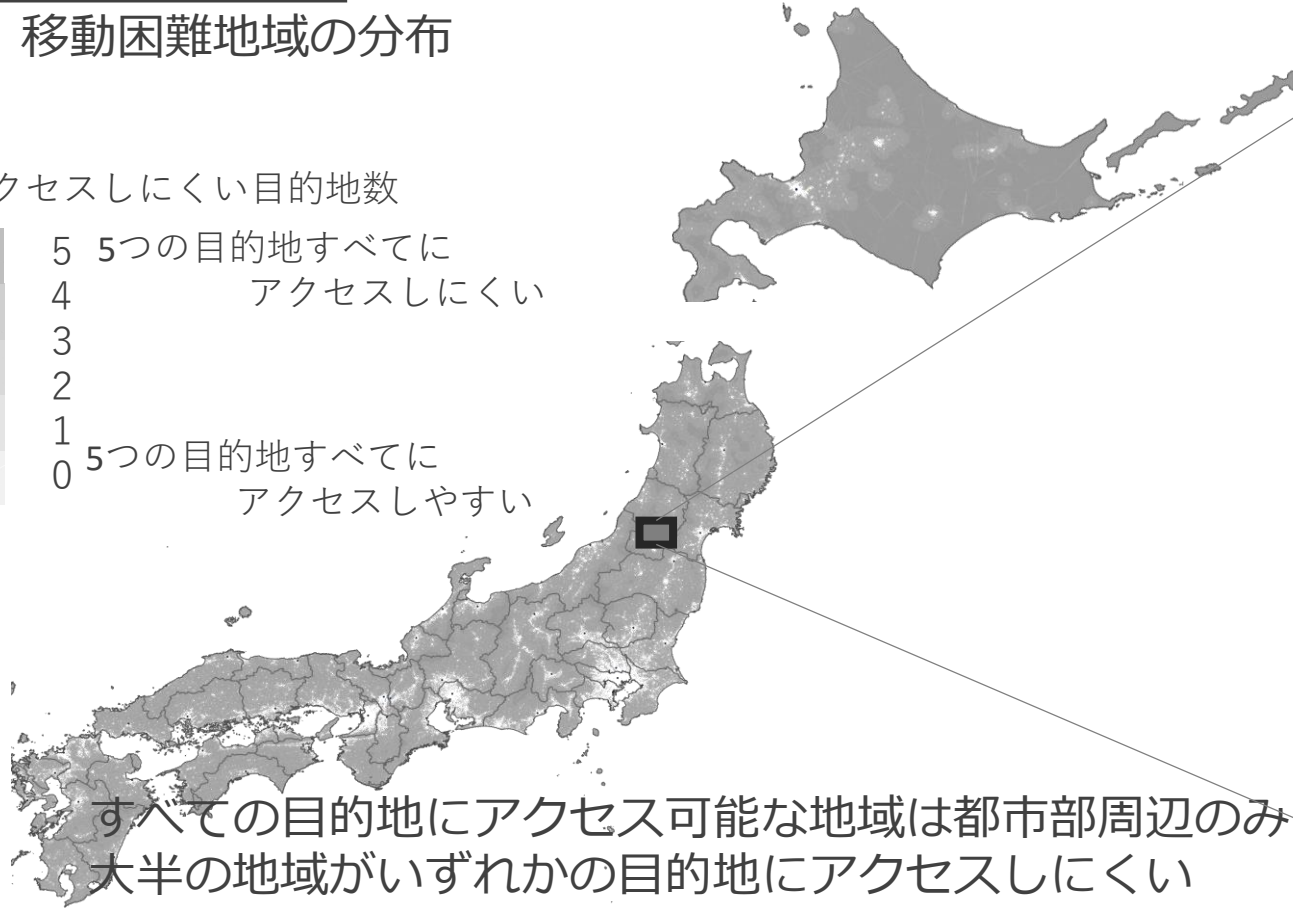 移動困難地域の分布
クセスしにくい目的地数
5 5つの目的地すべてに
アクセスしにくい
4
3
2
1
0 5つの目的地すべてに
アクセスしやすい
すべての目的地にアクセス可能な地域は都市部周辺のみ
大半の地域がいずれかの目的地にアクセスしにくい